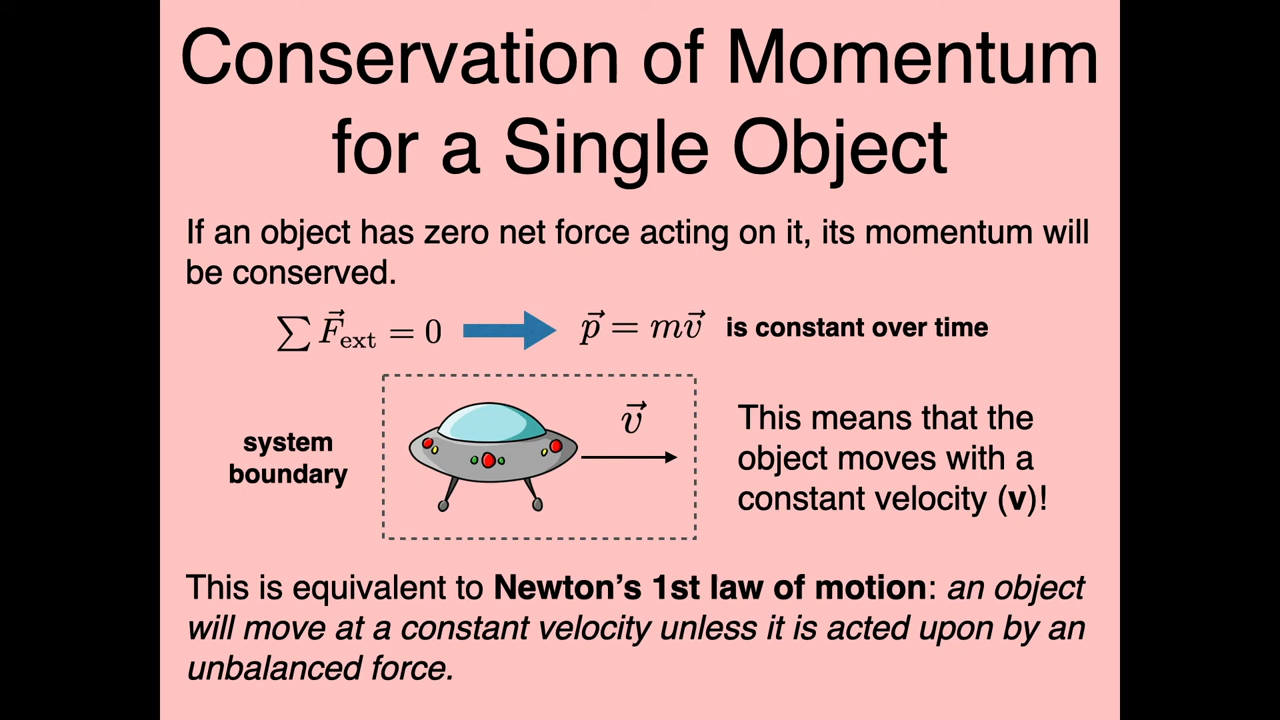 Conservation of Momentum
for a Single Object
If an object has zero net force acting on it, its momentum will
be conserved.
∑ F⃗ext = 0 p⃗ = mv⃗ is constant over time
system
boundary
v⃗
This means that the
object moves with a
constant velocity (v)!
This is equivalent to Newton’s 1st law of motion: an object
will move at a constant velocity unless it is acted upon by an
unbalanced force.